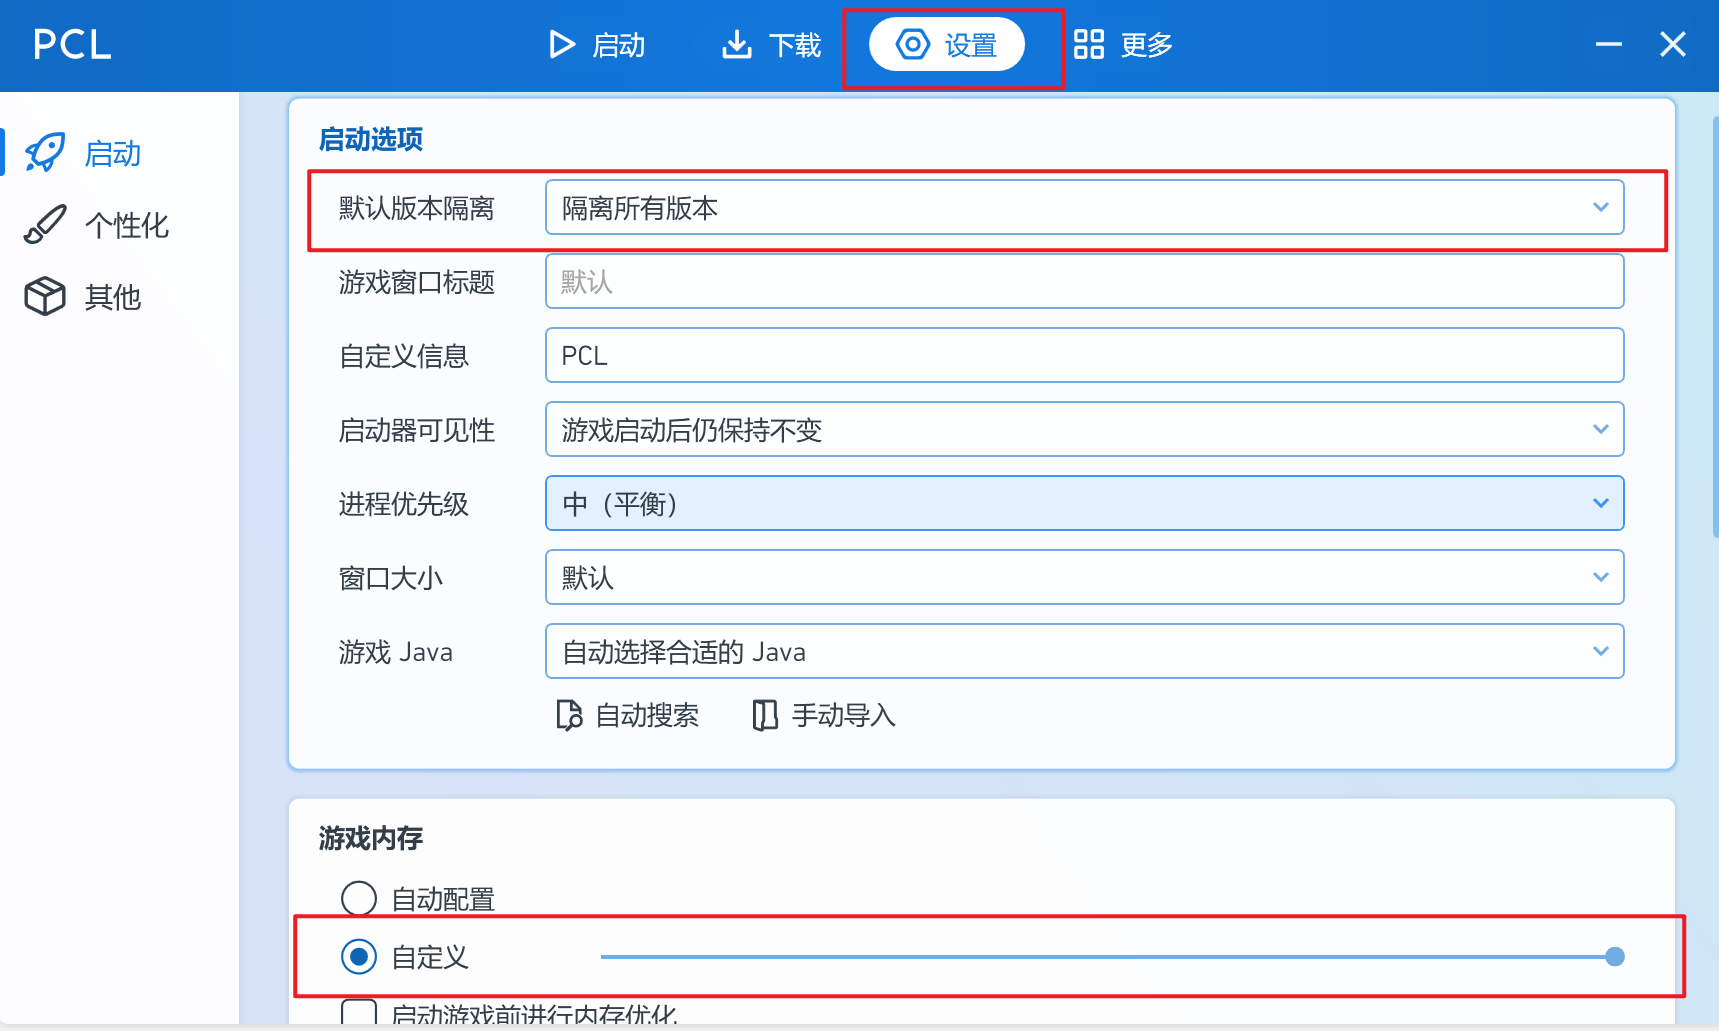 PCL
启动
下载
设置
更多
启动
个性化
其他
启动选项
默认版本隔离 隔离所有版本
游戏窗口标题 默认
自定义信息 PCL
启动器可见性 游戏启动后仍保持不变
进程优先级 中（平衡）
窗口大小 默认
游戏 Java 自动选择合适的 Java
自动搜索 手动导入
游戏内存
自动配置
自定义
启动游戏前进行内存优化